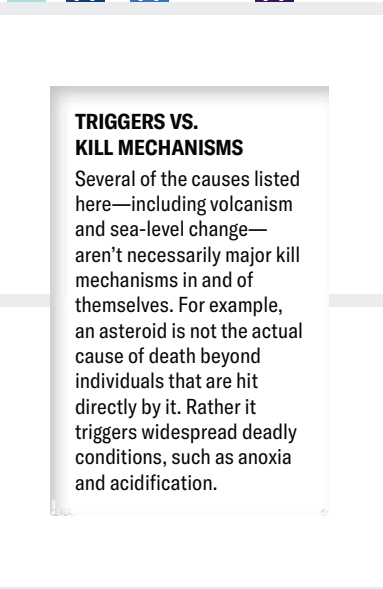 TRIGGERS VS.
KILL MECHANISMS
Several of the causes listed
here—including volcanism
and sea-level change—
aren’t necessarily major kill
mechanisms in and of
themselves. For example,
an asteroid is not the actual
cause of death beyond
individuals that are hit
directly by it. Rather it
triggers widespread deadly
conditions, such as anoxia
and acidification.